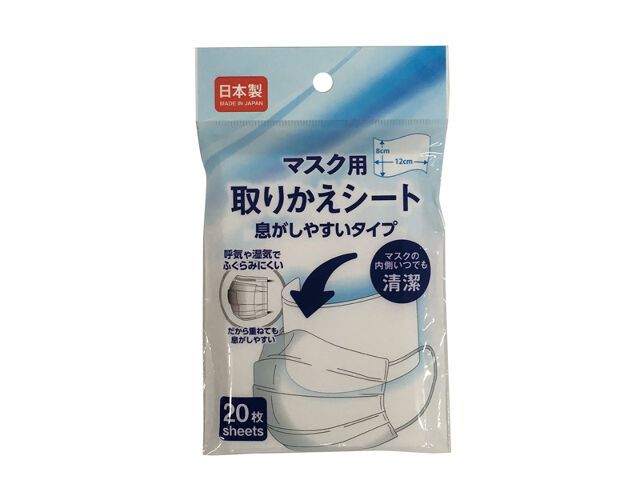 日本製
MADE IN JAPAN
8cm
12cm
マスク用
取りかえシート
息がしやすいタイプ
呼気や湿気で
ふくらみにくい
マスクの
内側いつでも
清潔
だから重ねても
息がしやすい
20枚
sheets